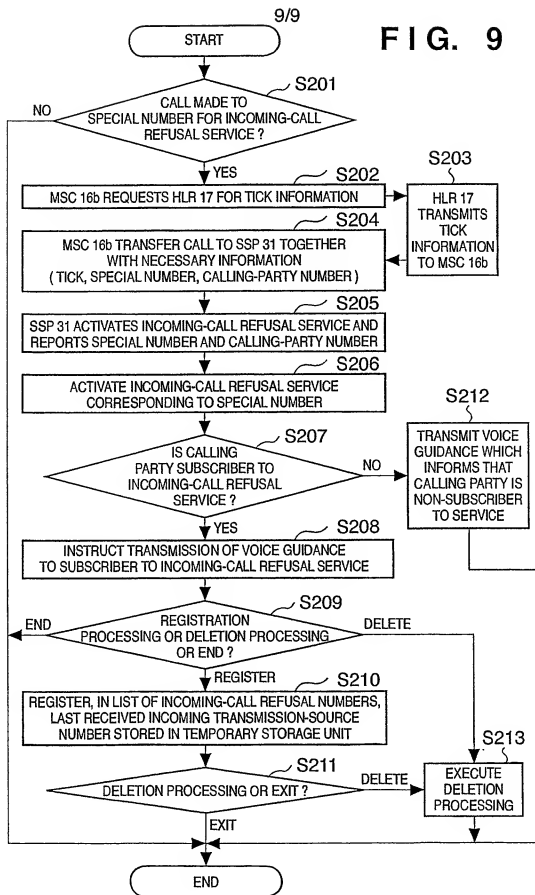 9/9
FIG. 9
START
S201
CALL MADE TO
SPECIAL NUMBER FOR INCOMING-CALL
REFUSAL SERVICE ?
NO
YES
S202
MSC 16b REQUESTS HLR 17 FOR TICK INFORMATION
S203
HLR 17
TRANSMITS
TICK
INFORMATION
TO MSC 16b
S204
MSC 16b TRANSFER CALL TO SSP 31 TOGETHER
WITH NECESSARY INFORMATION
( TICK, SPECIAL NUMBER, CALLING-PARTY NUMBER )
S205
SSP 31 ACTIVATES INCOMING-CALL REFUSAL SERVICE AND
REPORTS SPECIAL NUMBER AND CALLING-PARTY NUMBER
S206
ACTIVATE INCOMING-CALL REFUSAL SERVICE
CORRESPONDING TO SPECIAL NUMBER
S207
IS CALLING
PARTY SUBSCRIBER TO
INCOMING-CALL REFUSAL
SERVICE ?
NO
YES
S212
TRANSMIT VOICE
GUIDANCE WHICH
INFORMS THAT
CALLING PARTY IS
NON-SUBSCRIBER
TO SERVICE
S208
INSTRUCT TRANSMISSION OF VOICE GUIDANCE
TO SUBSCRIBER TO INCOMING-CALL REFUSAL SERVICE
S209
REGISTRATION
PROCESSING OR DELETION PROCESSING
OR END ?
END
DELETE
REGISTER
S210
REGISTER, IN LIST OF INCOMING-CALL REFUSAL NUMBERS,
LAST RECEIVED INCOMING TRANSMISSION-SOURCE
NUMBER STORED IN TEMPORARY STORAGE UNIT
S211
DELETION PROCESSING OR EXIT ?
DELETE
EXIT
S213
EXECUTE
DELETION
PROCESSING
END